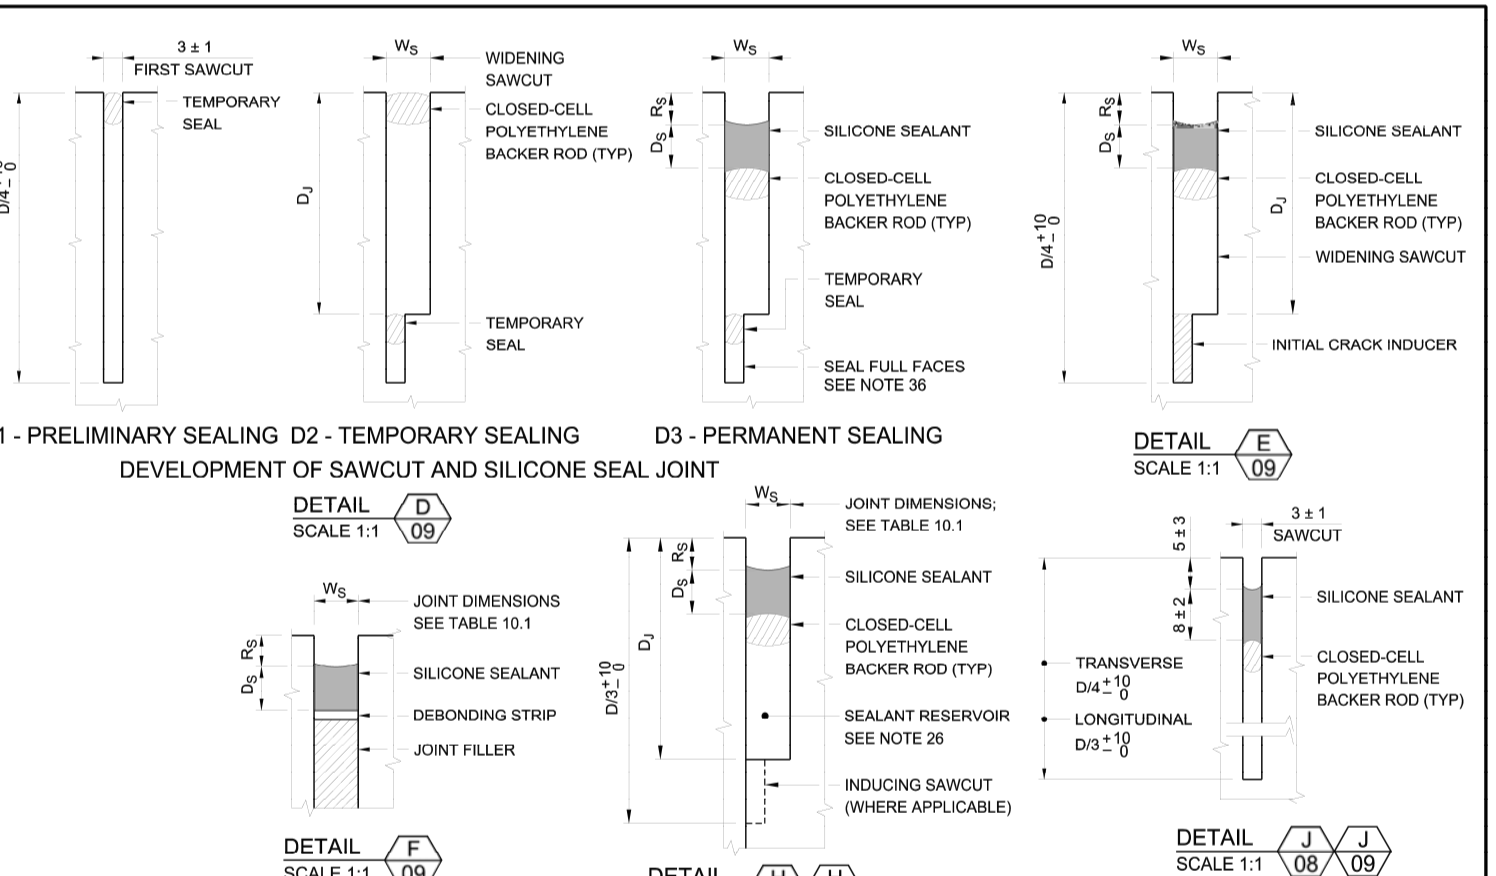 3 ± 1
FIRST SAWCUT
TEMPORARY
SEAL
D/4 +10 -0
1 - PRELIMINARY SEALING
WS
WIDENING
SAWCUT
CLOSED-CELL
POLYETHYLENE
BACKER ROD (TYP)
DJ
TEMPORARY
SEAL
D2 - TEMPORARY SEALING
WS
RS
DS
SILICONE SEALANT
CLOSED-CELL
POLYETHYLENE
BACKER ROD (TYP)
TEMPORARY
SEAL
SEAL FULL FACES
SEE NOTE 36
D3 - PERMANENT SEALING
DEVELOPMENT OF SAWCUT AND SILICONE SEAL JOINT
DETAIL D
SCALE 1:1 09
WS
RS
DS
D/4 +10 -0
DJ
SILICONE SEALANT
CLOSED-CELL
POLYETHYLENE
BACKER ROD (TYP)
WIDENING SAWCUT
INITIAL CRACK INDUCER
DETAIL E
SCALE 1:1 09
WS
JOINT DIMENSIONS
SEE TABLE 10.1
RS
DS
SILICONE SEALANT
DEBONDING STRIP
JOINT FILLER
DETAIL F
SCALE 1:1 09
WS
JOINT DIMENSIONS;
SEE TABLE 10.1
RS
DS
DJ
D/3 +10 -0
SILICONE SEALANT
CLOSED-CELL
POLYETHYLENE
BACKER ROD (TYP)
SEALANT RESERVOIR
SEE NOTE 26
INDUCING SAWCUT
(WHERE APPLICABLE)
DETAIL
3 ± 1
SAWCUT
5 ± 3
8 ± 2
SILICONE SEALANT
CLOSED-CELL
POLYETHYLENE
BACKER ROD (TYP)
TRANSVERSE
D/4 +10 -0
LONGITUDINAL
D/3 +10 -0
DETAIL J J
SCALE 1:1 08 09